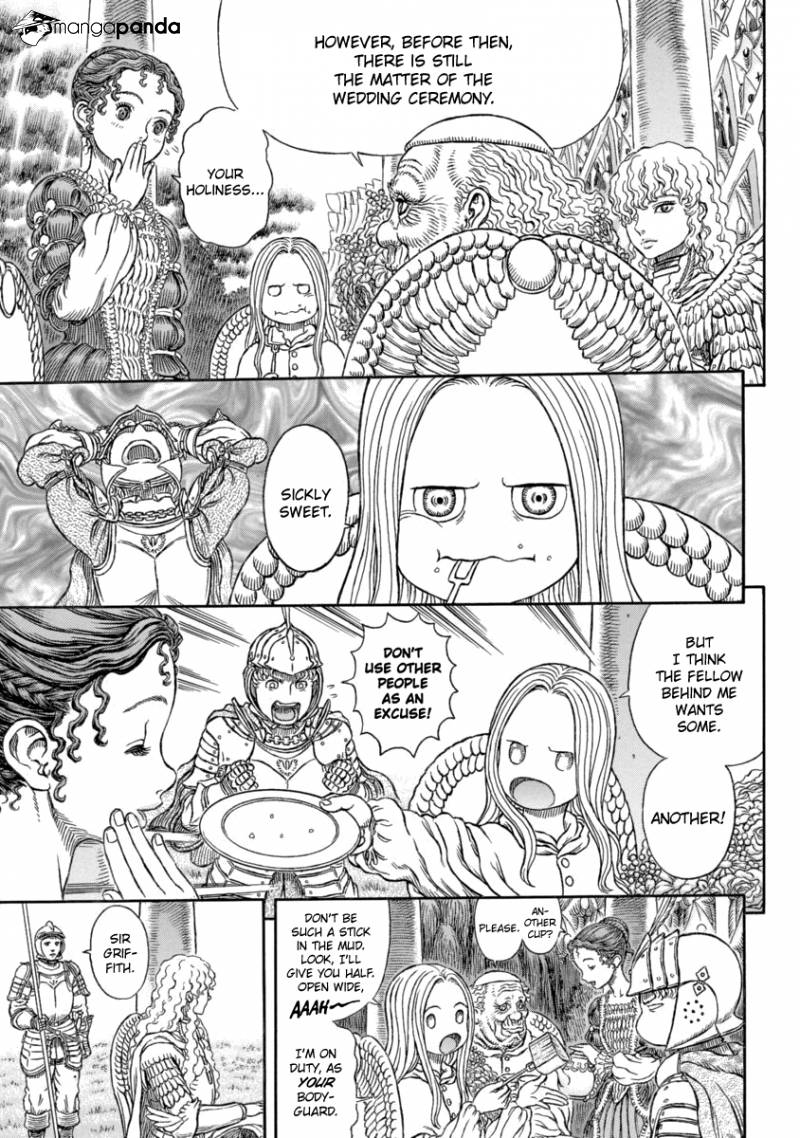 mangapanda
HOWEVER, BEFORE THEN,
THERE IS STILL
THE MATTER OF THE
WEDDING CEREMONY.
YOUR
HOLINESS...
SICKLY
SWEET.
BUT
I THINK
THE FELLOW
BEHIND ME
WANTS
SOME.
ANOTHER!
DON'T
USE OTHER
PEOPLE
AS AN
EXCUSE!
AN-
OTHER
CUP?
PLEASE.
DON'T BE
SUCH A STICK
IN THE MUD.
LOOK, I'LL
GIVE YOU HALF.
OPEN WIDE,
AAAH~
I'M ON
DUTY, AS
YOUR
BODY-
GUARD.
SIR
GRIF-
FITH.